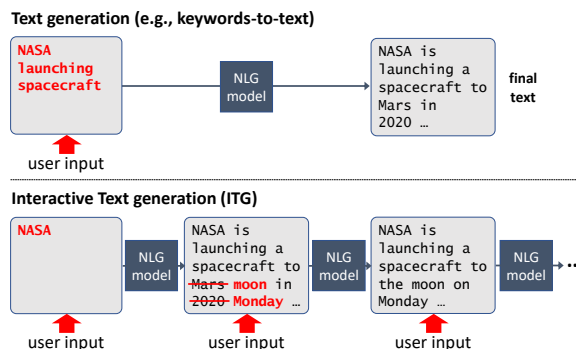 Text generation (e.g., keywords-to-text)
NASA
launching
spacecraft
NLG
model
NASA is
launching a
spacecraft to
Mars in
2020 …
final
text
user input
Interactive Text generation (ITG)
NASA
NLG
model
NASA is
launching a
spacecraft to
Mars moon in
2020 Monday …
NLG
model
NASA is
launching a
spacecraft to
the moon on
Monday …
NLG
model
…
user input
user input
user input